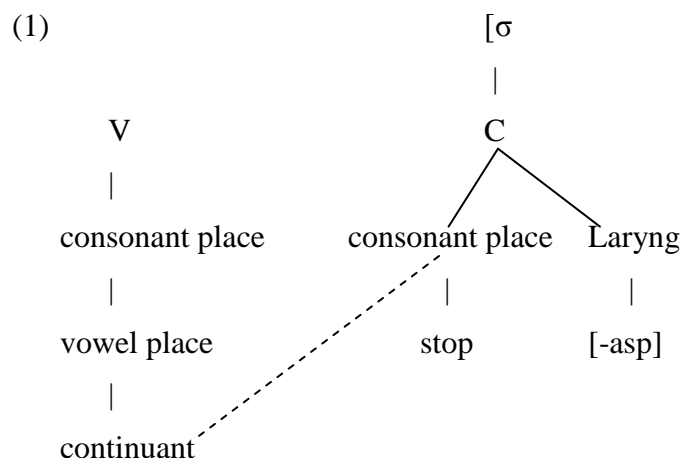 (1) [σ
V C
consonant place consonant place Laryng
vowel place stop [-asp]
continuant